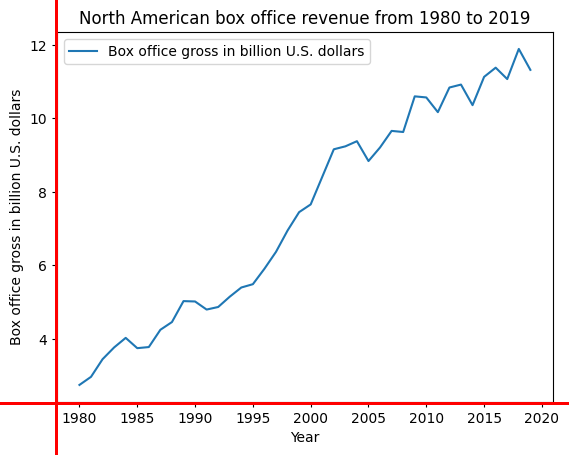 North American box office revenue from 1980 to 2019
Box office gross in billion U.S. dollars
12
10
8
6
4
Box office gross in billion U.S. dollars
1980 1985 1990 1995 2000 2005 2010 2015 2020
Year